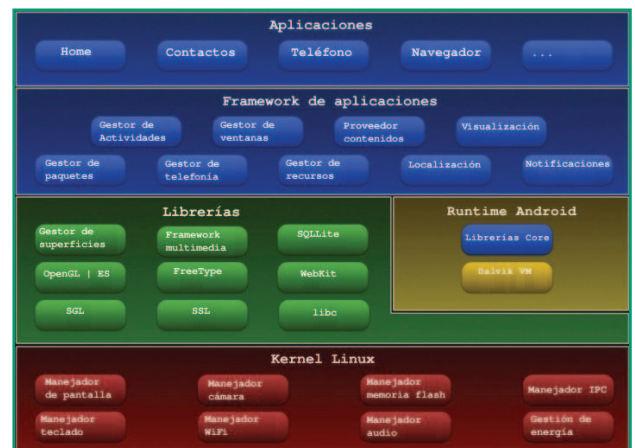 Aplicaciones
Home
Contactos
Teléfono
Navegador
...
Framework de aplicaciones
Gestor de
Actividades
Gestor de
ventanas
Proveedor
contenidos
Visualización
Gestor de
paquetes
Gestor de
telefonía
Gestor de
recursos
Localización
Notificaciones
Librerías
Gestor de
superficies
Framework
multimedia
SQLLite
OpenGL | ES
FreeType
WebKit
SGL
SSL
libc
Runtime Android
Librerías Core
Dalvik VM
Kernel Linux
Manejador
de pantalla
Manejador
cámara
Manejador
memoria flash
Manejador IPC
Manejador
teclado
Manejador
WiFi
Manejador
audio
Gestión de
energía